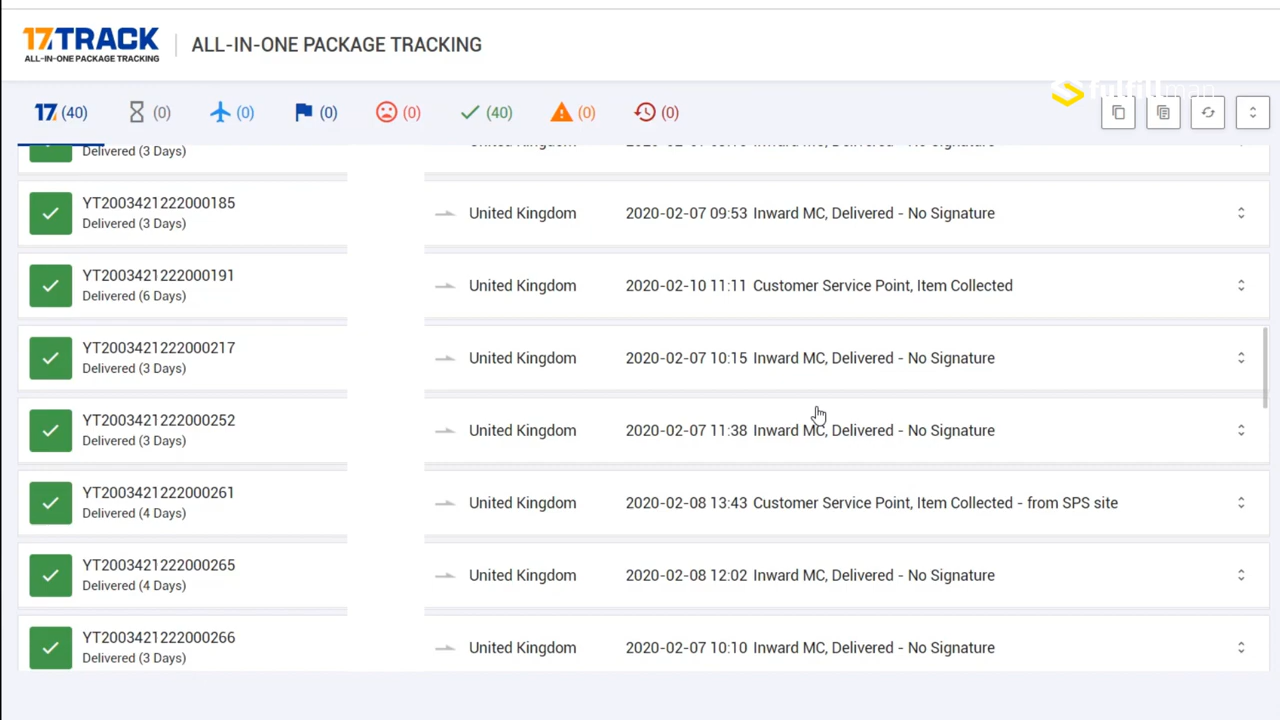 17TRACK
ALL-IN-ONE PACKAGE TRACKING
ALL-IN-ONE PACKAGE TRACKING
fulfillman
17 (40)
(0)
(0)
(0)
(0)
(40)
(0)
(0)
Delivered (3 Days)
YT2003421222000185
Delivered (3 Days)
United Kingdom
2020-02-07 09:53 Inward MC, Delivered - No Signature
YT2003421222000191
Delivered (6 Days)
United Kingdom
2020-02-10 11:11 Customer Service Point, Item Collected
YT2003421222000217
Delivered (3 Days)
United Kingdom
2020-02-07 10:15 Inward MC, Delivered - No Signature
YT2003421222000252
Delivered (3 Days)
United Kingdom
2020-02-07 11:38 Inward MC, Delivered - No Signature
YT2003421222000261
Delivered (4 Days)
United Kingdom
2020-02-08 13:43 Customer Service Point, Item Collected - from SPS site
YT2003421222000265
Delivered (4 Days)
United Kingdom
2020-02-08 12:02 Inward MC, Delivered - No Signature
YT2003421222000266
Delivered (3 Days)
United Kingdom
2020-02-07 10:10 Inward MC, Delivered - No Signature